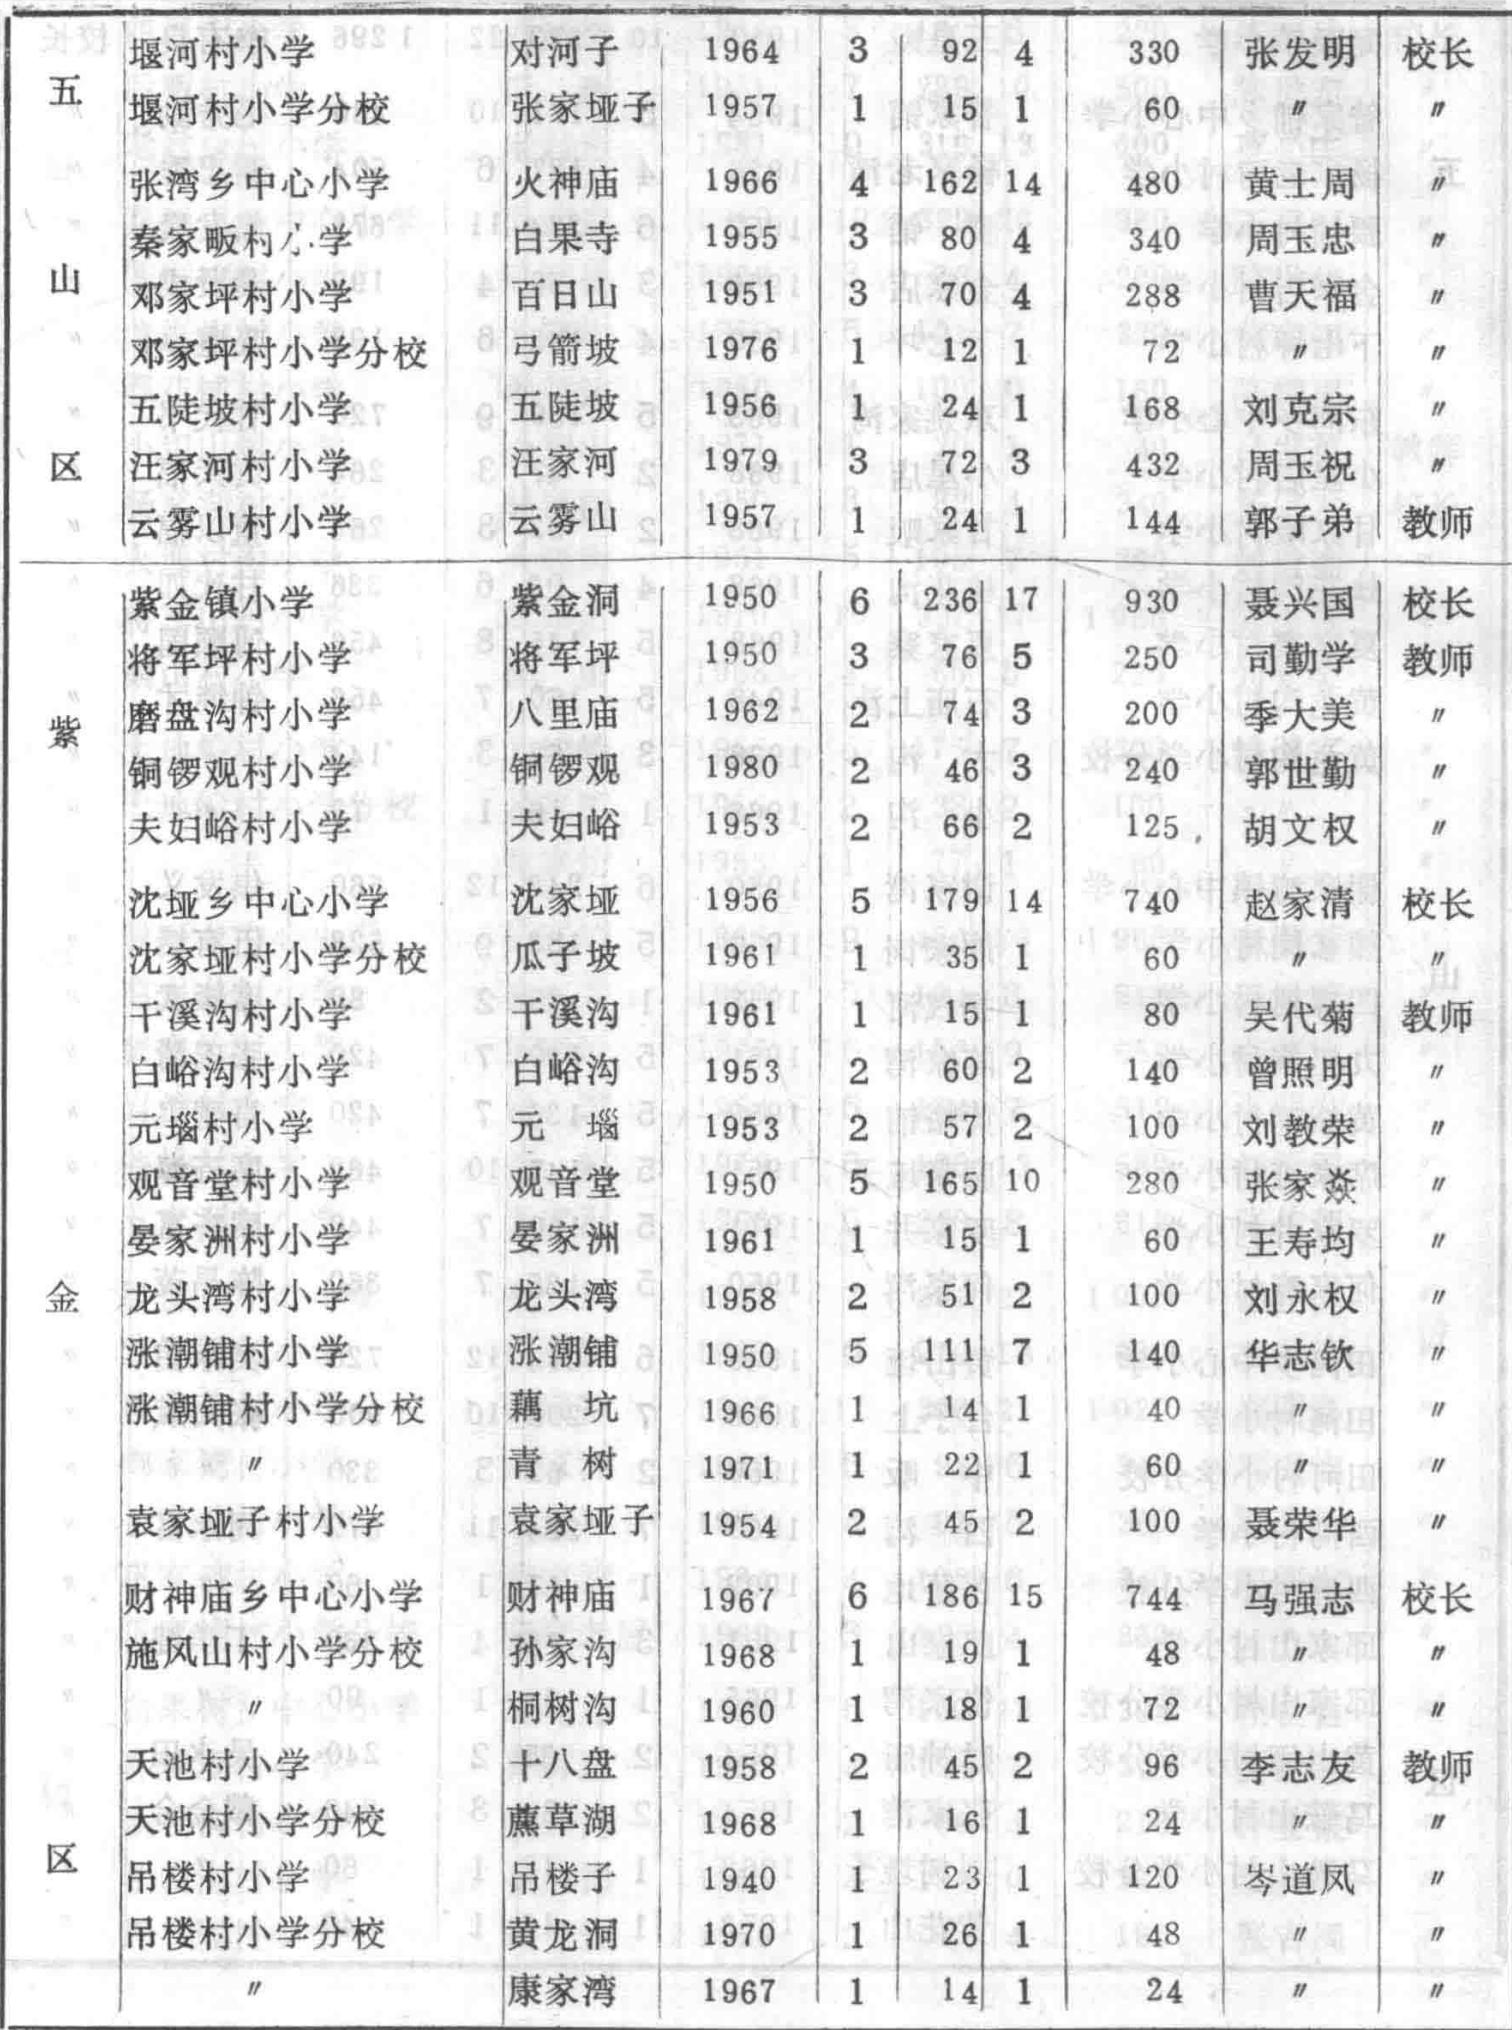 五山区
堰河村小学 对河子 1964 3 92 4 330 张发明 校长
堰河村小学分校 张家垭子 1957 1 15 1 60 〃 〃
张湾乡中心小学 火神庙 1966 4 162 14 480 黄士周 〃
秦家畈村小学 白果寺 1955 3 80 4 340 周玉忠 〃
邓家坪村小学 百日山 1951 3 70 4 288 曹天福 〃
邓家坪村小学分校 弓箭坡 1976 1 12 1 72 〃 〃
五陡坡村小学 五陡坡 1956 1 24 1 168 刘克宗 〃
汪家河村小学 汪家河 1979 3 72 3 432 周玉祝 〃
云雾山村小学 云雾山 1957 1 24 1 144 郭子弟 教师
紫金区
紫金镇小学 紫金洞 1950 6 236 17 930 聂兴国 校长
将军坪村小学 将军坪 1950 3 76 5 250 司勤学 教师
磨盘沟村小学 八里庙 1962 2 74 3 200 季大美 〃
铜锣观村小学 铜锣观 1980 2 46 3 240 郭世勤 〃
夫妇峪村小学 夫妇峪 1953 2 66 2 125 胡文权 〃
沈垭乡中心小学 沈家垭 1956 5 179 14 740 赵家清 校长
沈家垭村小学分校 瓜子坡 1961 1 35 1 60 〃 〃
干溪沟村小学 干溪沟 1961 1 15 1 80 吴代菊 教师
白峪沟村小学 白峪沟 1953 2 60 2 140 曾照明 〃
元瑙村小学 元瑙 1953 2 57 2 100 刘教荣 〃
观音堂村小学 观音堂 1950 5 165 10 280 张家焱 〃
晏家洲村小学 晏家洲 1961 1 15 1 60 王寿均 〃
龙头湾村小学 龙头湾 1958 2 51 2 100 刘永权 〃
涨潮铺村小学 涨潮铺 1950 5 111 7 140 华志钦 〃
涨潮铺村小学分校 藕坑 1966 1 14 1 40 〃 〃
〃 青树 1971 1 22 1 60 〃 〃
袁家垭子村小学 袁家垭子 1954 2 45 2 100 聂荣华 〃
财神庙乡中心小学 财神庙 1967 6 186 15 744 马强志 校长
施风山村小学分校 孙家沟 1968 1 19 1 48 〃 〃
〃 桐树沟 1960 1 18 1 72 〃 〃
天池村小学 十八盘 1958 2 45 2 96 李志友 教师
天池村小学分校 藨草湖 1968 1 16 1 24 〃 〃
吊楼村小学 吊楼子 1940 1 23 1 120 岑道凤 〃
吊楼村小学分校 黄龙洞 1970 1 26 1 48 〃 〃
〃 康家湾 1967 1 14 1 24 〃 〃